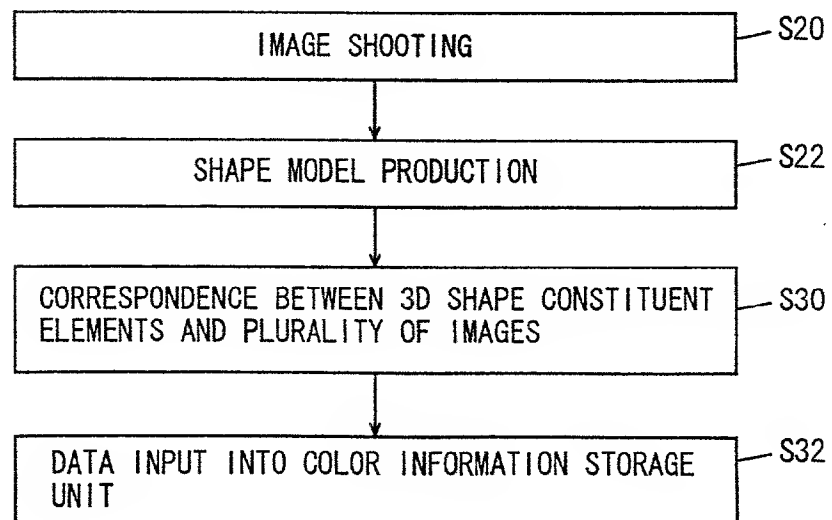 IMAGE SHOOTING
S20
SHAPE MODEL PRODUCTION
S22
CORRESPONDENCE BETWEEN 3D SHAPE CONSTITUENT
ELEMENTS AND PLURALITY OF IMAGES
S30
DATA INPUT INTO COLOR INFORMATION STORAGE
UNIT
S32